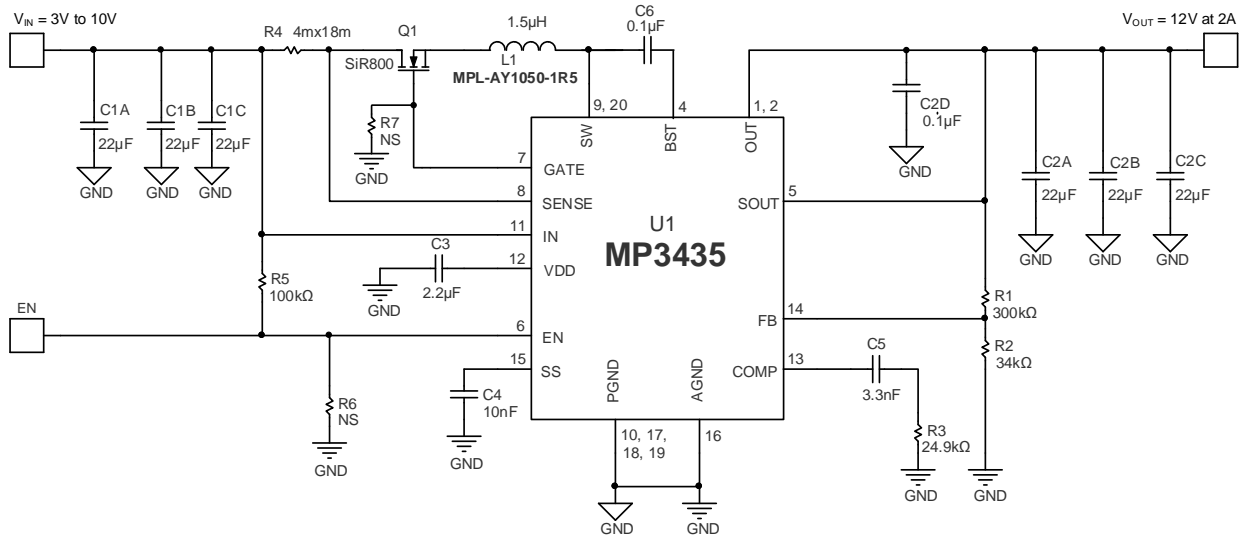 VIN = 3V to 10V
VOUT = 12V at 2A
R4 4mx18m
Q1
SiR800
1.5µH
L1
MPL-AY1050-1R5
C6
0.1µF
C1A
22µF
GND
C1B
22µF
GND
C1C
22µF
GND
R7
NS
GND
9, 20
SW
4
BST
1, 2
OUT
C2D
0.1µF
GND
C2A
22µF
GND
C2B
22µF
GND
C2C
22µF
GND
7
GATE
8
SENSE
11
IN
12
VDD
6
EN
15
SS
U1
MP3435
5
SOUT
14
FB
13
COMP
PGND
AGND
10, 17,
18, 19
16
GND
GND
C3
2.2µF
GND
R5
100kΩ
EN
R6
NS
GND
C4
10nF
GND
C5
3.3nF
R3
24.9kΩ
GND
R1
300kΩ
R2
34kΩ
GND